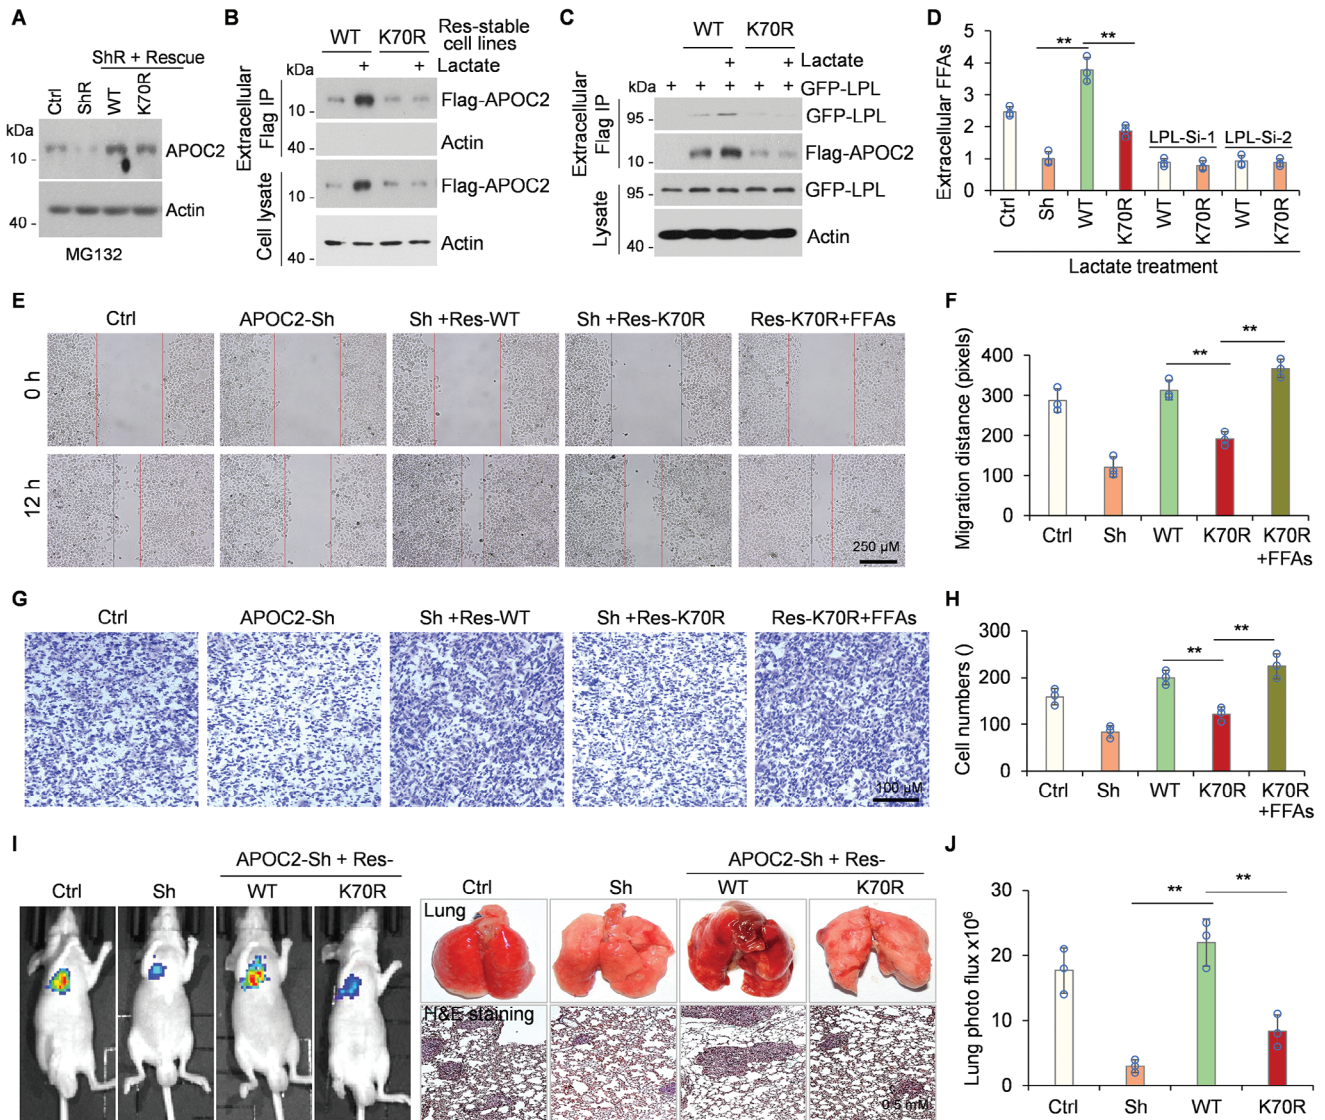 A
ShR + Rescue
Ctrl
ShR
WT
K70R
kDa
10 -
APOC2
Actin
40 -
MG132
B
WT
K70R
Res-stable
cell lines
+
+
Lactate
kDa
Extracellular
Flag IP
10 -
Flag-APOC2
Actin
40 -
Cell lysate
10 -
Flag-APOC2
Actin
40 -
C
WT
K70R
+
+
Lactate
kDa
+
+
+
+
+
GFP-LPL
Extracellular
Flag IP
95 -
GFP-LPL
10 -
Flag-APOC2
Lysate
95 -
GFP-LPL
40 -
Actin
D
Extracellular FFAs
5
4
3
2
1
0
**
**
LPL-Si-1
LPL-Si-2
Ctrl
Sh
WT
K70R
WT
K70R
WT
K70R
Lactate treatment
E
Ctrl
APOC2-Sh
Sh +Res-WT
Sh +Res-K70R
Res-K70R+FFAs
0 h
12 h
250 µM
F
Migration distance (pixels)
400
300
200
100
0
**
**
Ctrl
Sh
WT
K70R
K70R
+FFAs
G
Ctrl
APOC2-Sh
Sh +Res-WT
Sh +Res-K70R
Res-K70R+FFAs
100 µM
H
Cell numbers ()
300
200
100
0
**
**
Ctrl
Sh
WT
K70R
K70R
+FFAs
I
APOC2-Sh + Res-
Ctrl
Sh
WT
K70R
APOC2-Sh + Res-
Ctrl
Sh
WT
K70R
Lung
H&E staining
0.5 mM
J
Lung photo flux x10⁶
30
20
10
0
**
**
Ctrl
Sh
WT
K70R